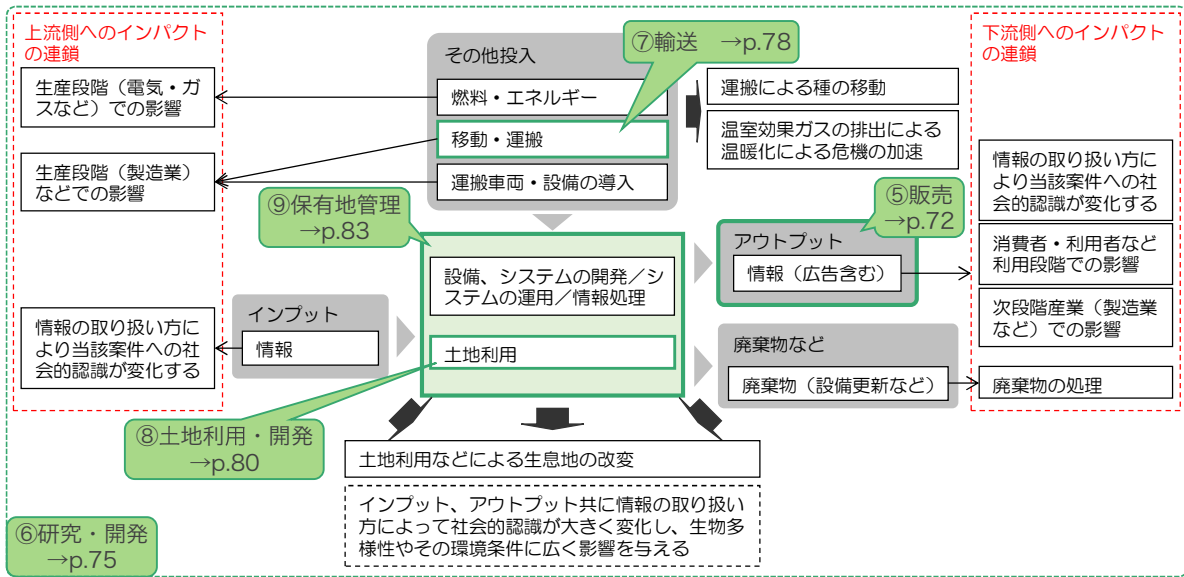 上流側へのインパクト
の連鎖
生産段階（電気・ガ
スなど）での影響
生産段階（製造業）
などでの影響
情報の取り扱い方に
より当該案件への社
会的認識が変化する
その他投入
燃料・エネルギー
移動・運搬
運搬車両・設備の導入
⑦輸送　→p.78
運搬による種の移動
温室効果ガスの排出による
温暖化による危機の加速
⑨保有地管理
→p.83
インプット
情報
設備、システムの開発／シ
ステムの運用／情報処理
土地利用
⑤販売
→p.72
アウトプット
情報（広告含む）
廃棄物など
廃棄物（設備更新など）
下流側へのインパクト
の連鎖
情報の取り扱い方に
より当該案件への社
会的認識が変化する
消費者・利用者など
利用段階での影響
次段階産業（製造業
など）での影響
廃棄物の処理
⑧土地利用・開発
→p.80
土地利用などによる生息地の改変
インプット、アウトプット共に情報の取り扱い
方によって社会的認識が大きく変化し、生物多
様性やその環境条件に広く影響を与える
⑥研究・開発
→p.75